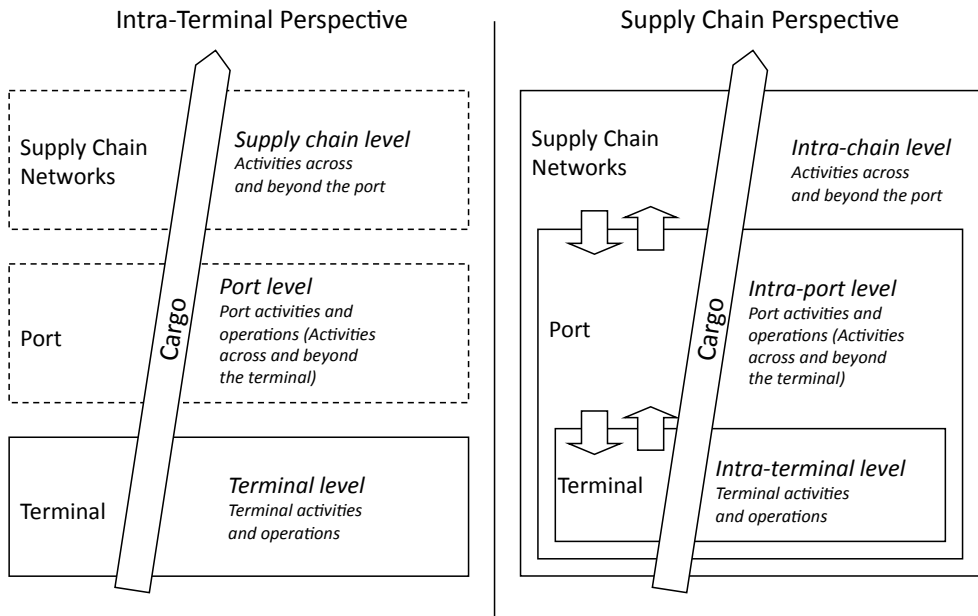 Intra-Terminal Perspective
Supply Chain
Networks
Supply chain level
Activities across
and beyond the port
Port
Port level
Port activities and
operations (Activities
across and beyond
the terminal)
Cargo
Terminal
Terminal level
Terminal activities
and operations
Supply Chain Perspective
Supply Chain
Networks
Intra-chain level
Activities across
and beyond the port
Port
Intra-port level
Port activities and
operations (Activities
across and beyond
the terminal)
Cargo
Terminal
Intra-terminal level
Terminal activities
and operations